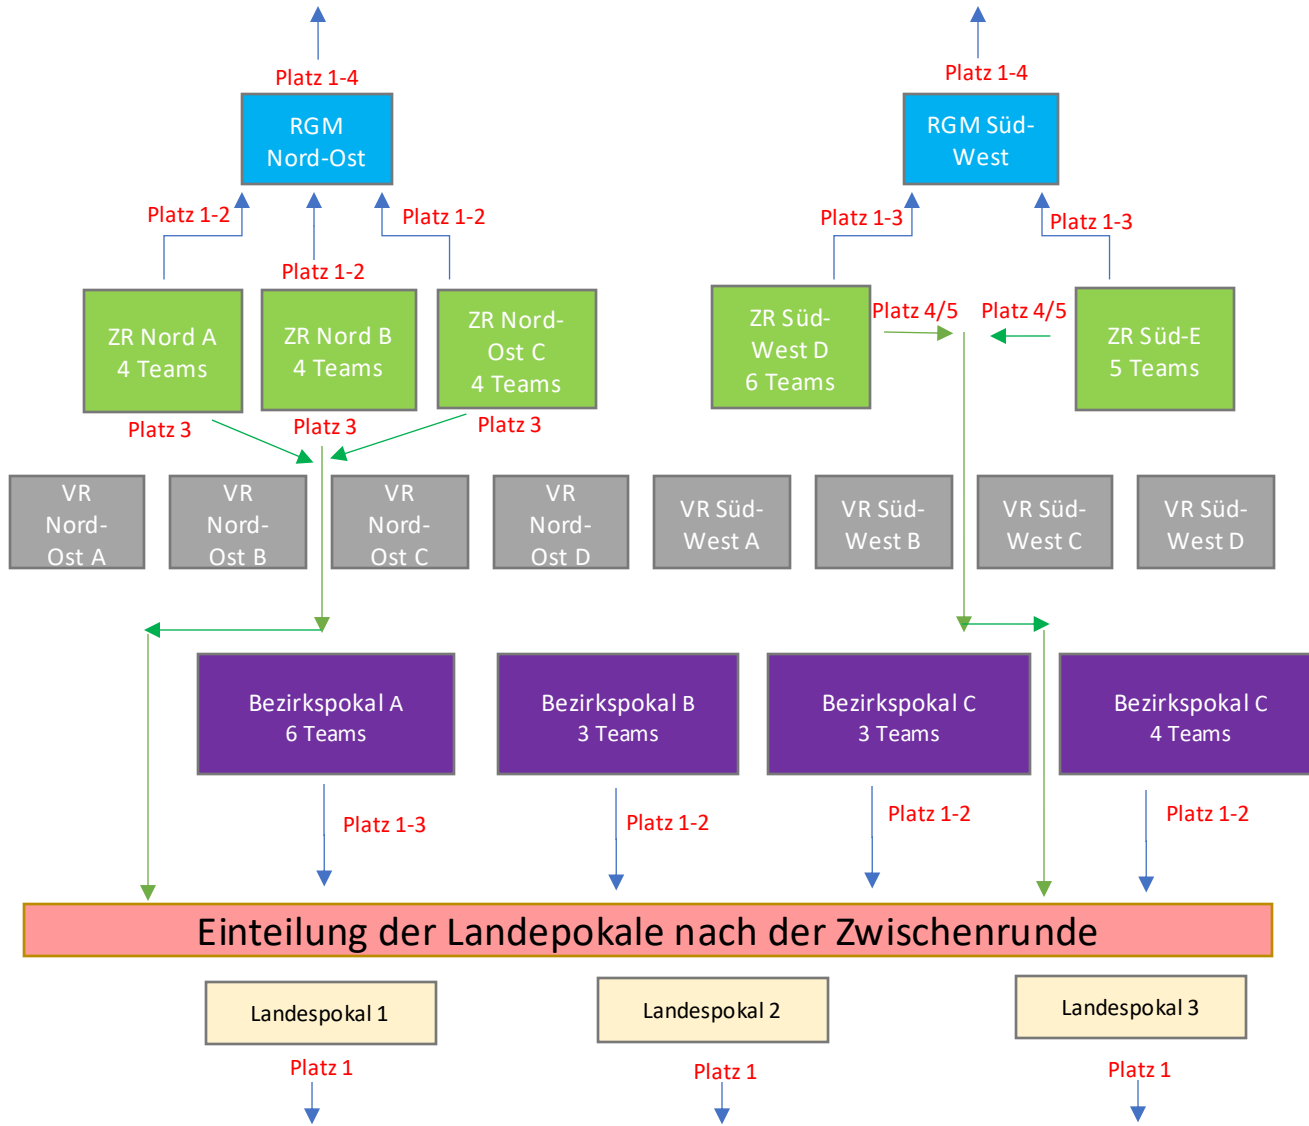 Platz 1-4
Platz 1-4
RGM
Nord-Ost
RGM Süd-
West
Platz 1-2
Platz 1-2
Platz 1-2
Platz 1-3
Platz 1-3
ZR Nord A
4 Teams
ZR Nord B
4 Teams
ZR Nord-
Ost C
4 Teams
ZR Süd-
West D
6 Teams
Platz 4/5
Platz 4/5
ZR Süd-E
5 Teams
Platz 3
Platz 3
Platz 3
VR
Nord-
Ost A
VR
Nord-
Ost B
VR
Nord-
Ost C
VR
Nord-
Ost D
VR Süd-
West A
VR Süd-
West B
VR Süd-
West C
VR Süd-
West D
Bezirkspokal A
6 Teams
Bezirkspokal B
3 Teams
Bezirkspokal C
3 Teams
Bezirkspokal C
4 Teams
Platz 1-3
Platz 1-2
Platz 1-2
Platz 1-2
Einteilung der Landepokale nach der Zwischenrunde
Landespokal 1
Landespokal 2
Landespokal 3
Platz 1
Platz 1
Platz 1